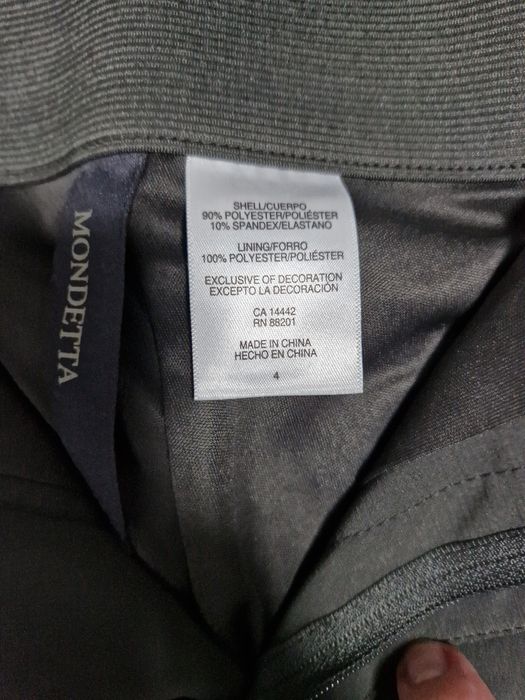 MONDETTA
SHELL/CUERPO
90% POLYESTER/POLIÉSTER
10% SPANDEX/ELASTANO
LINING/FORRO
100% POLYESTER/POLIÉSTER
EXCLUSIVE OF DECORATION
EXCEPTO LA DECORACIÓN
CA 14442
RN 88201
MADE IN CHINA
HECHO EN CHINA
4